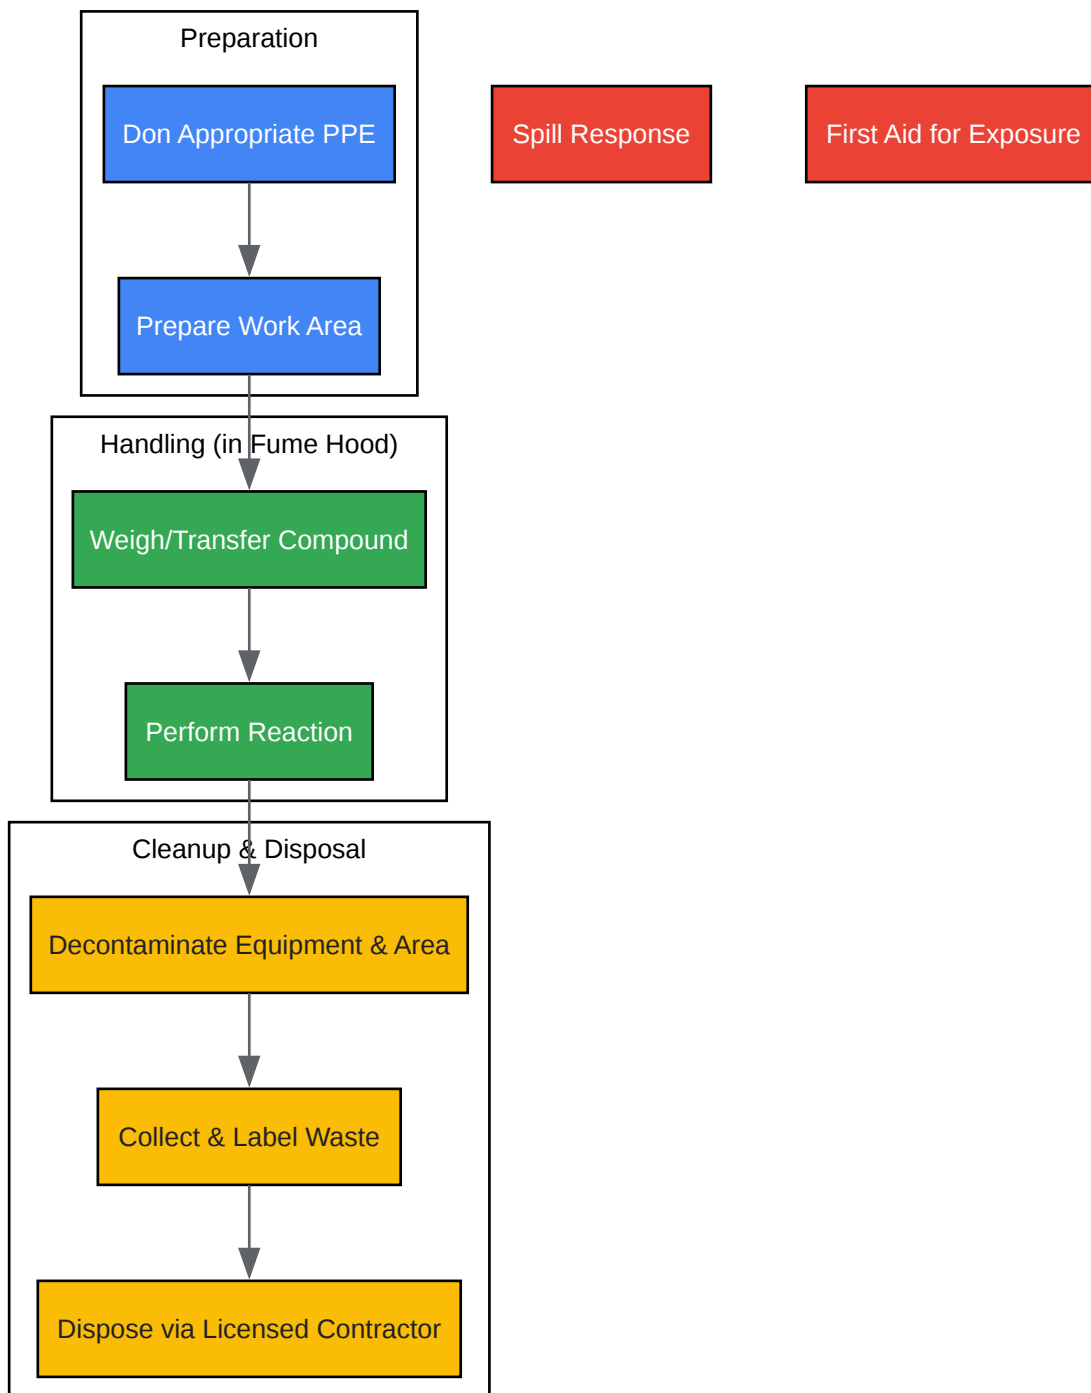 Preparation
Don Appropriate PPE
Spill Response
First Aid for Exposure
Prepare Work Area
Handling (in Fume Hood)
Weigh/Transfer Compound
Perform Reaction
Cleanup & Disposal
Decontaminate Equipment & Area
Collect & Label Waste
Dispose via Licensed Contractor